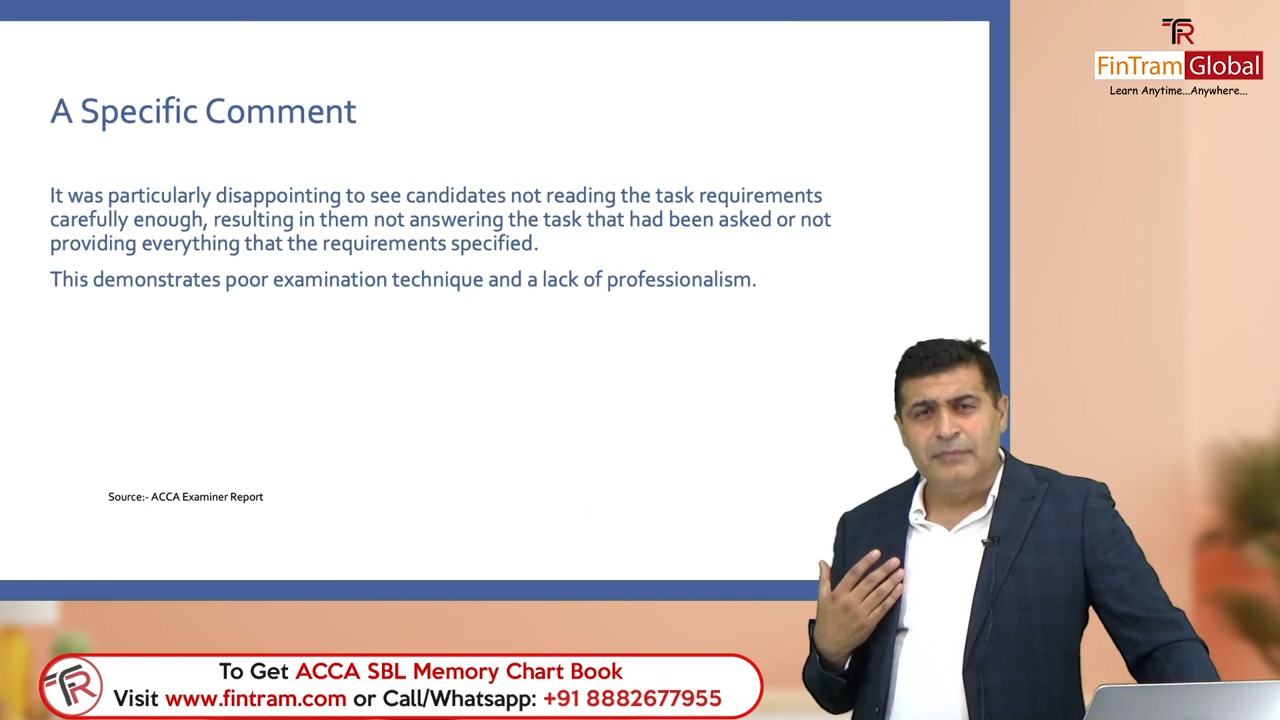 A Specific Comment
It was particularly disappointing to see candidates not reading the task requirements
carefully enough, resulting in them not answering the task that had been asked or not
providing everything that the requirements specified.
This demonstrates poor examination technique and a lack of professionalism.
Source:- ACCA Examiner Report
FinTram Global
Learn Anytime...Anywhere...
To Get ACCA SBL Memory Chart Book
Visit www.fintram.com or Call/Whatsapp: +91 8882677955